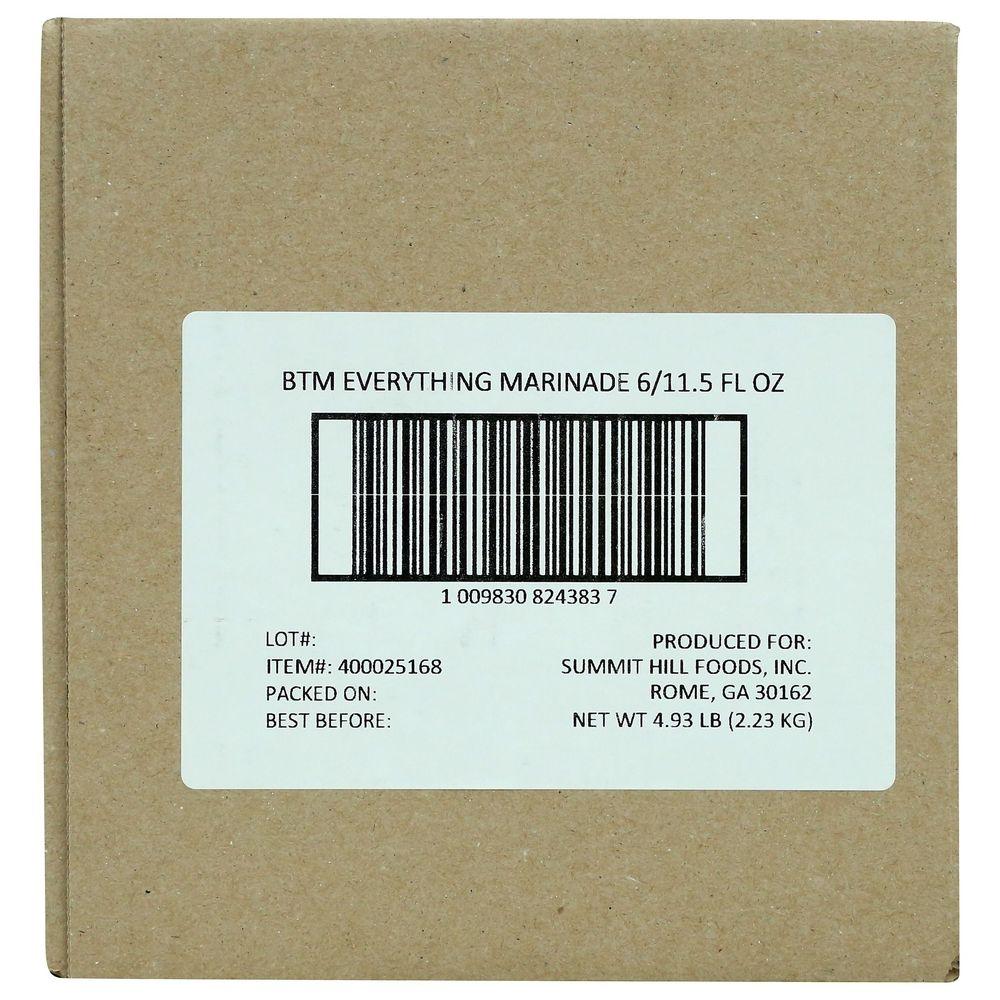 BTM EVERYTHING MARINADE 6/11.5 FL OZ
1 009830 824383 7
LOT#:
ITEM#: 400025168
PACKED ON:
BEST BEFORE:
PRODUCED FOR:
SUMMIT HILL FOODS, INC.
ROME, GA 30162
NET WT 4.93 LB (2.23 KG)